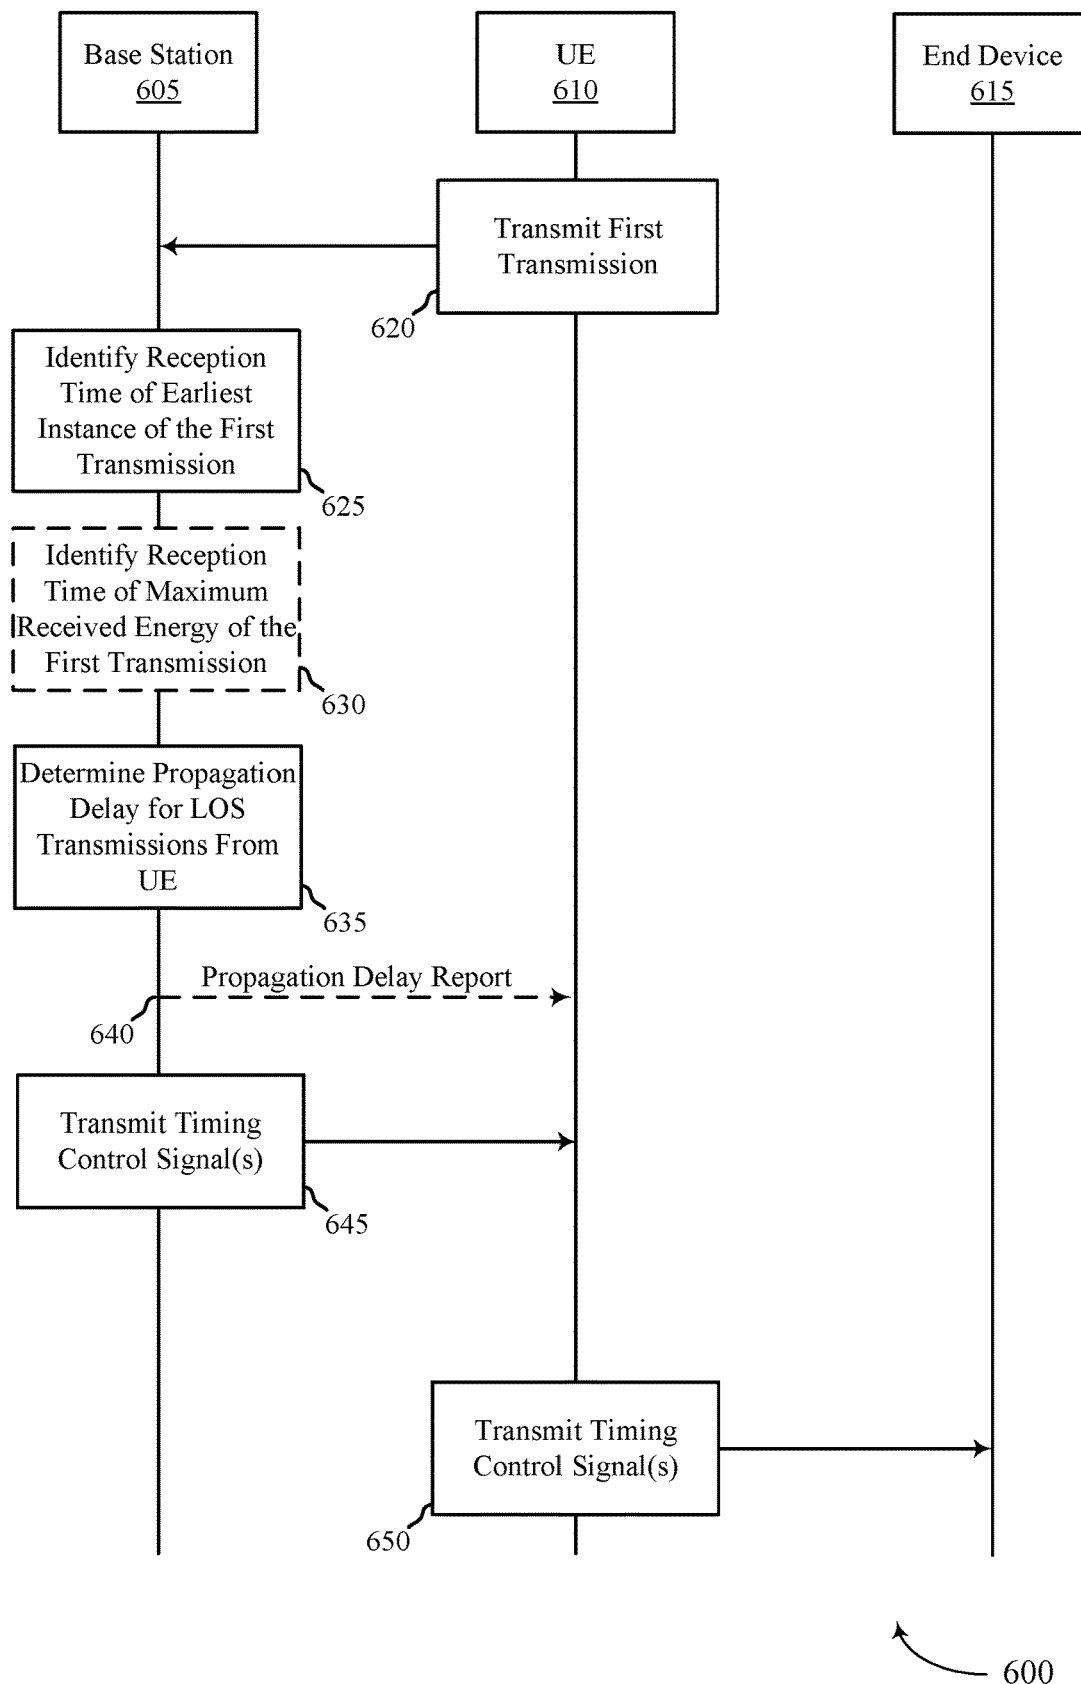 Base Station
605
UE
610
End Device
615
Transmit First
Transmission
620
Identify Reception
Time of Earliest
Instance of the First
Transmission
625
Identify Reception
Time of Maximum
Received Energy of the
First Transmission
630
Determine Propagation
Delay for LOS
Transmissions From
UE
635
Propagation Delay Report
640
Transmit Timing
Control Signal(s)
645
Transmit Timing
Control Signal(s)
650
600